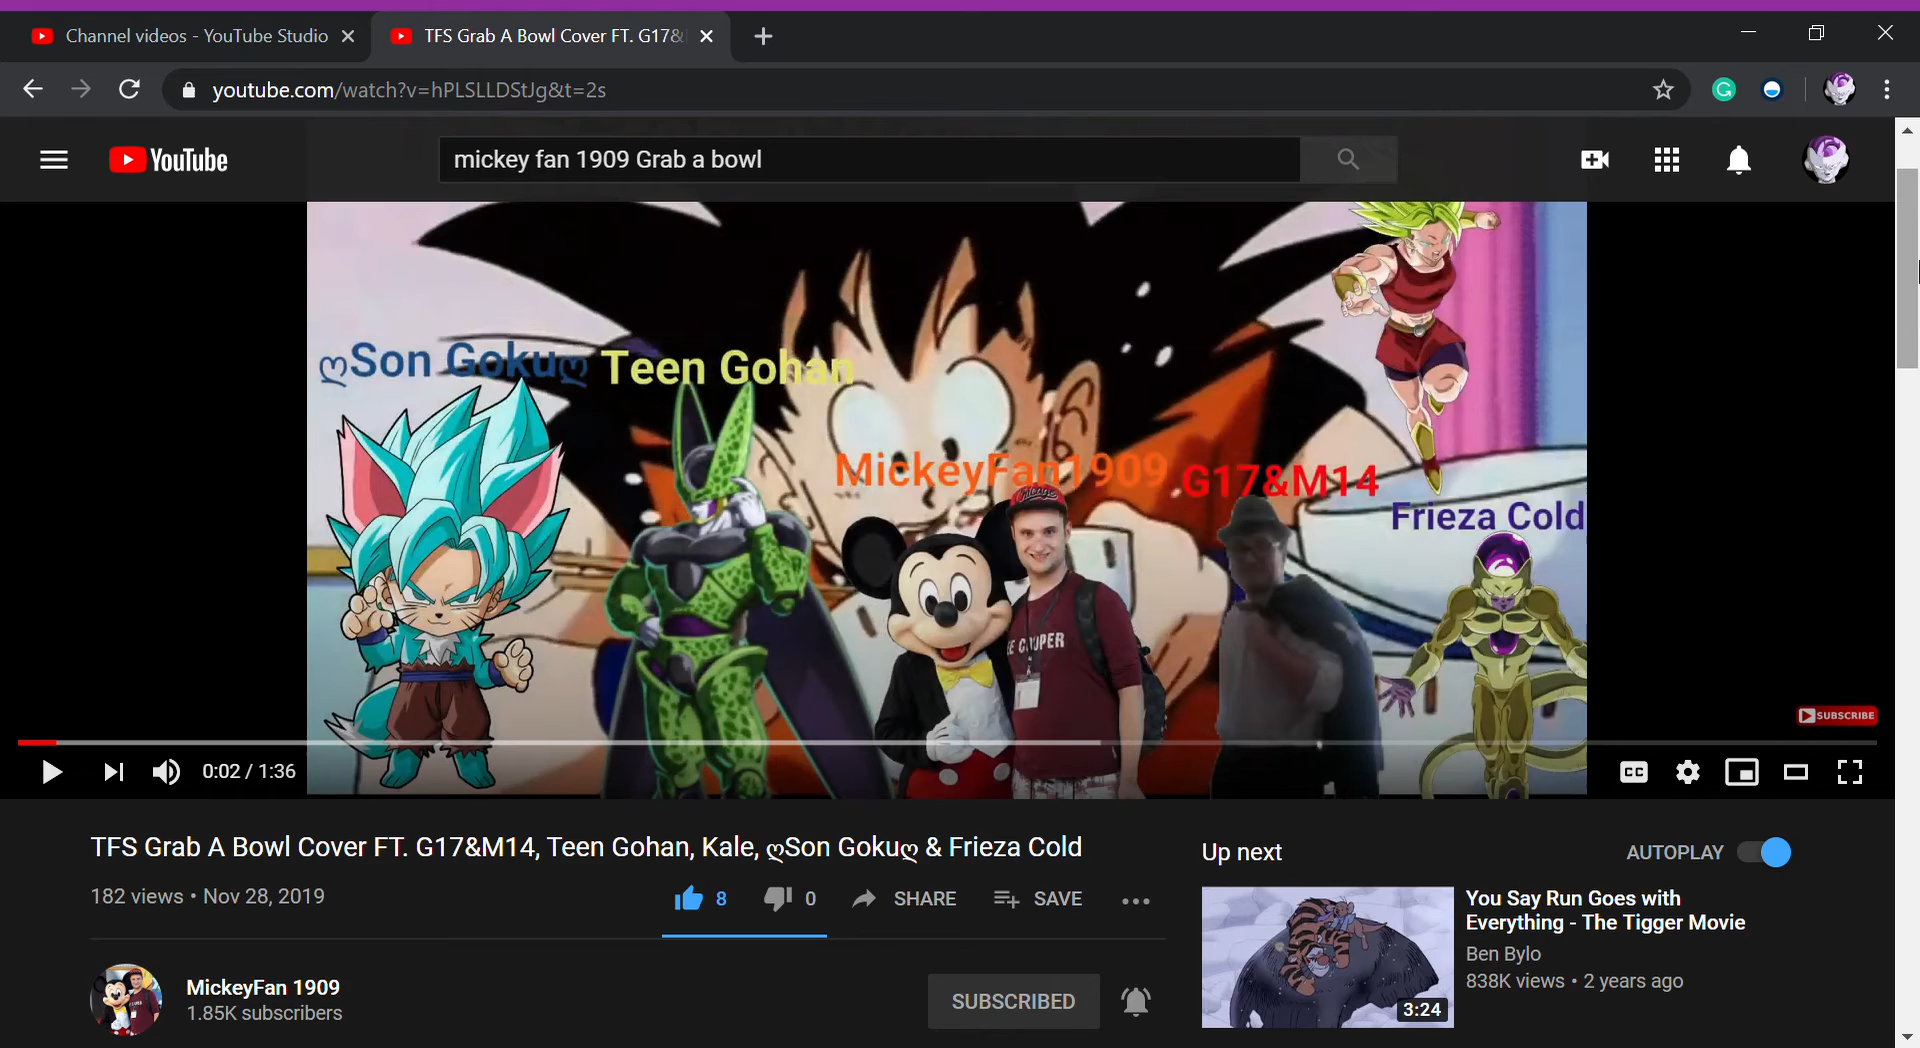 Channel videos - YouTube Studio
TFS Grab A Bowl Cover FT. G17&
youtube.com/watch?v=hPLSLLDStJg&t=2s
YouTube
mickey fan 1909 Grab a bowl
ღSon Gokuღ
Teen Gohan
MickeyFan1909
G17&M14
Frieza Cold
SUBSCRIBE
0:02 / 1:36
CC
TFS Grab A Bowl Cover FT. G17&M14, Teen Gohan, Kale, ღSon Gokuღ & Frieza Cold
182 views • Nov 28, 2019
8
0
SHARE
SAVE
MickeyFan 1909
1.85K subscribers
SUBSCRIBED
Up next
AUTOPLAY
3:24
You Say Run Goes with
Everything - The Tigger Movie
Ben Bylo
838K views • 2 years ago